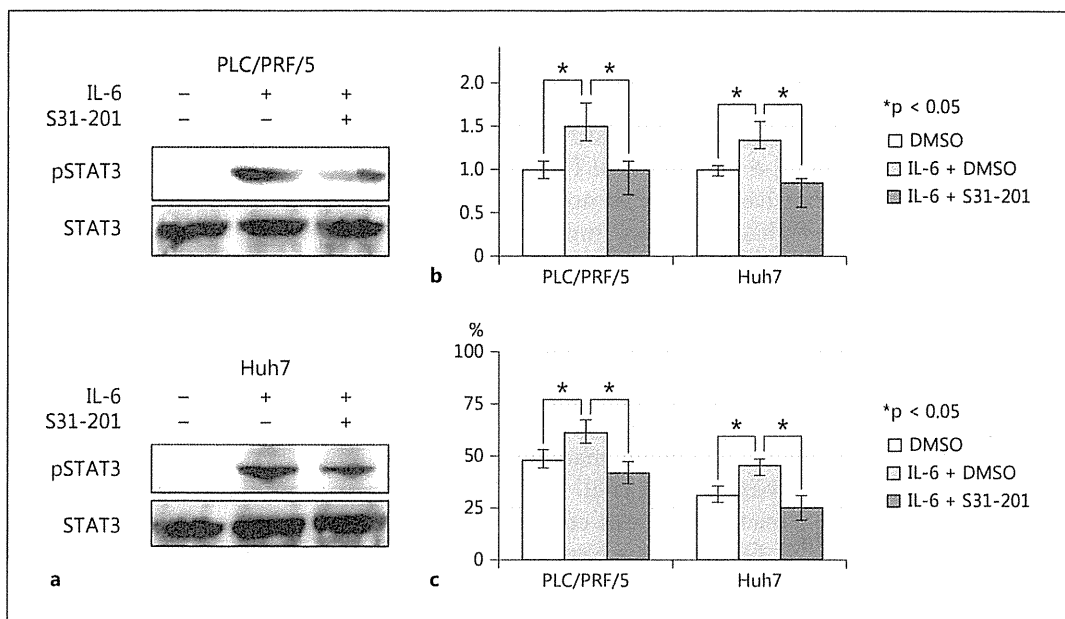 PLC/PRF/5
IL-6 – + +
S31-201 – – +
pSTAT3
STAT3
Huh7
IL-6 – + +
S31-201 – – +
pSTAT3
STAT3
a
2.0
1.5
1.0
0.5
0
* * * *
PLC/PRF/5 Huh7
b
*p < 0.05
DMSO
IL-6 + DMSO
IL-6 + S31-201
%
100
75
50
25
0
* * * *
PLC/PRF/5 Huh7
c
*p < 0.05
DMSO
IL-6 + DMSO
IL-6 + S31-201